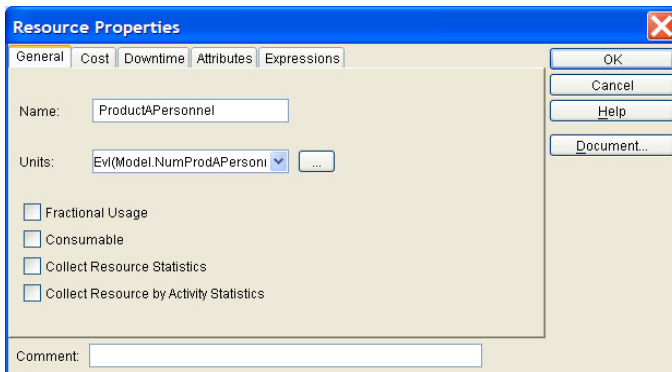 Resource Properties
General Cost Downtime Attributes Expressions
OK
Cancel
Help
Document...
Name: ProductAPersonnel
Units: Evl(Model.NumProdAPerson ...
Fractional Usage
Consumable
Collect Resource Statistics
Collect Resource by Activity Statistics
Comment: